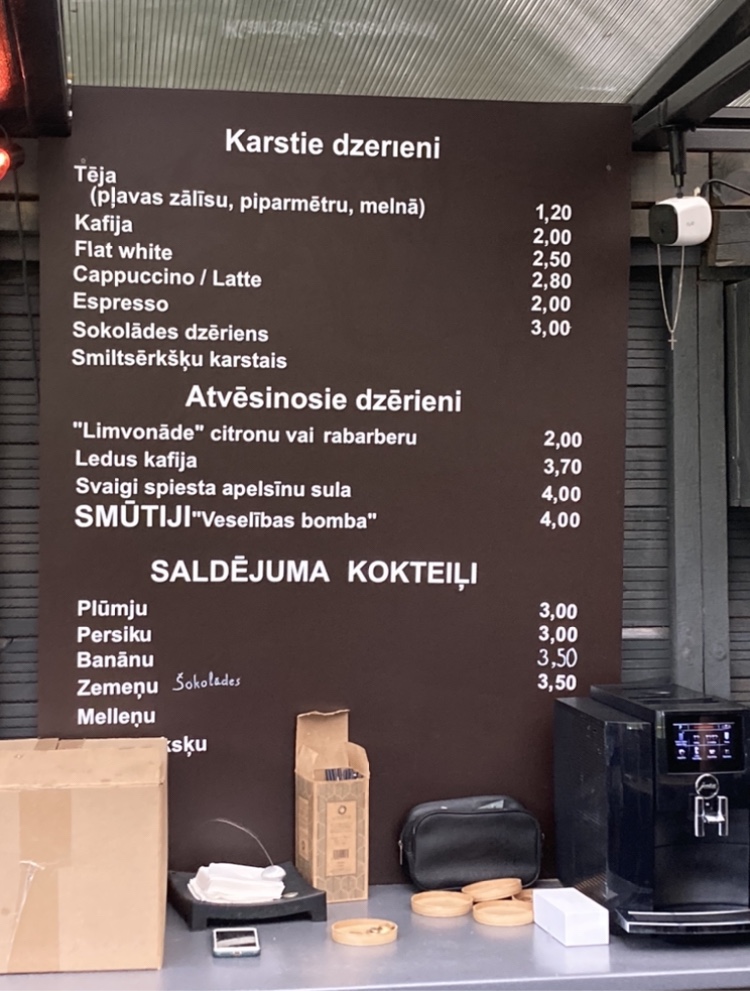 Karstie dzerieni
Tēja
(pļavas zālīsu, piparmētru, melnā) 1,20
Kafija 2,00
Flat white 2,50
Cappuccino / Latte 2,80
Espresso 2,00
Sokolādes dzēriens 3,00
Smiltsērkšķu karstais
Atvēsinosie dzērieni
"Limvonāde" citronu vai rabarberu 2,00
Ledus kafija 3,70
Svaigi spiesta apelsīnu sula 4,00
SMŪTIJI "Veselības bomba" 4,00
SALDĒJUMA KOKTEIĻI
Plūmju 3,00
Persiku 3,00
Banānu 3,50
Zemeņu Šokolādes 3,50
Melleņu